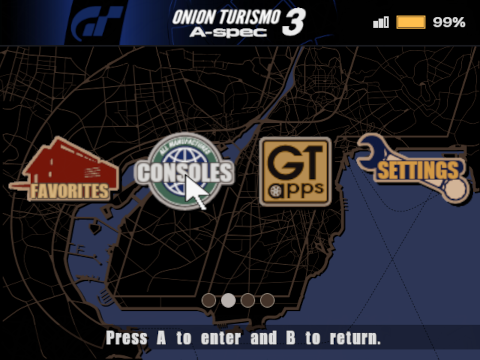 ONION TURISMO 3
A-spec
99%
FAVORITES
ALL MANUFACTURERS
CONSOLES
GT
apps
SETTINGS
Press A to enter and B to return.